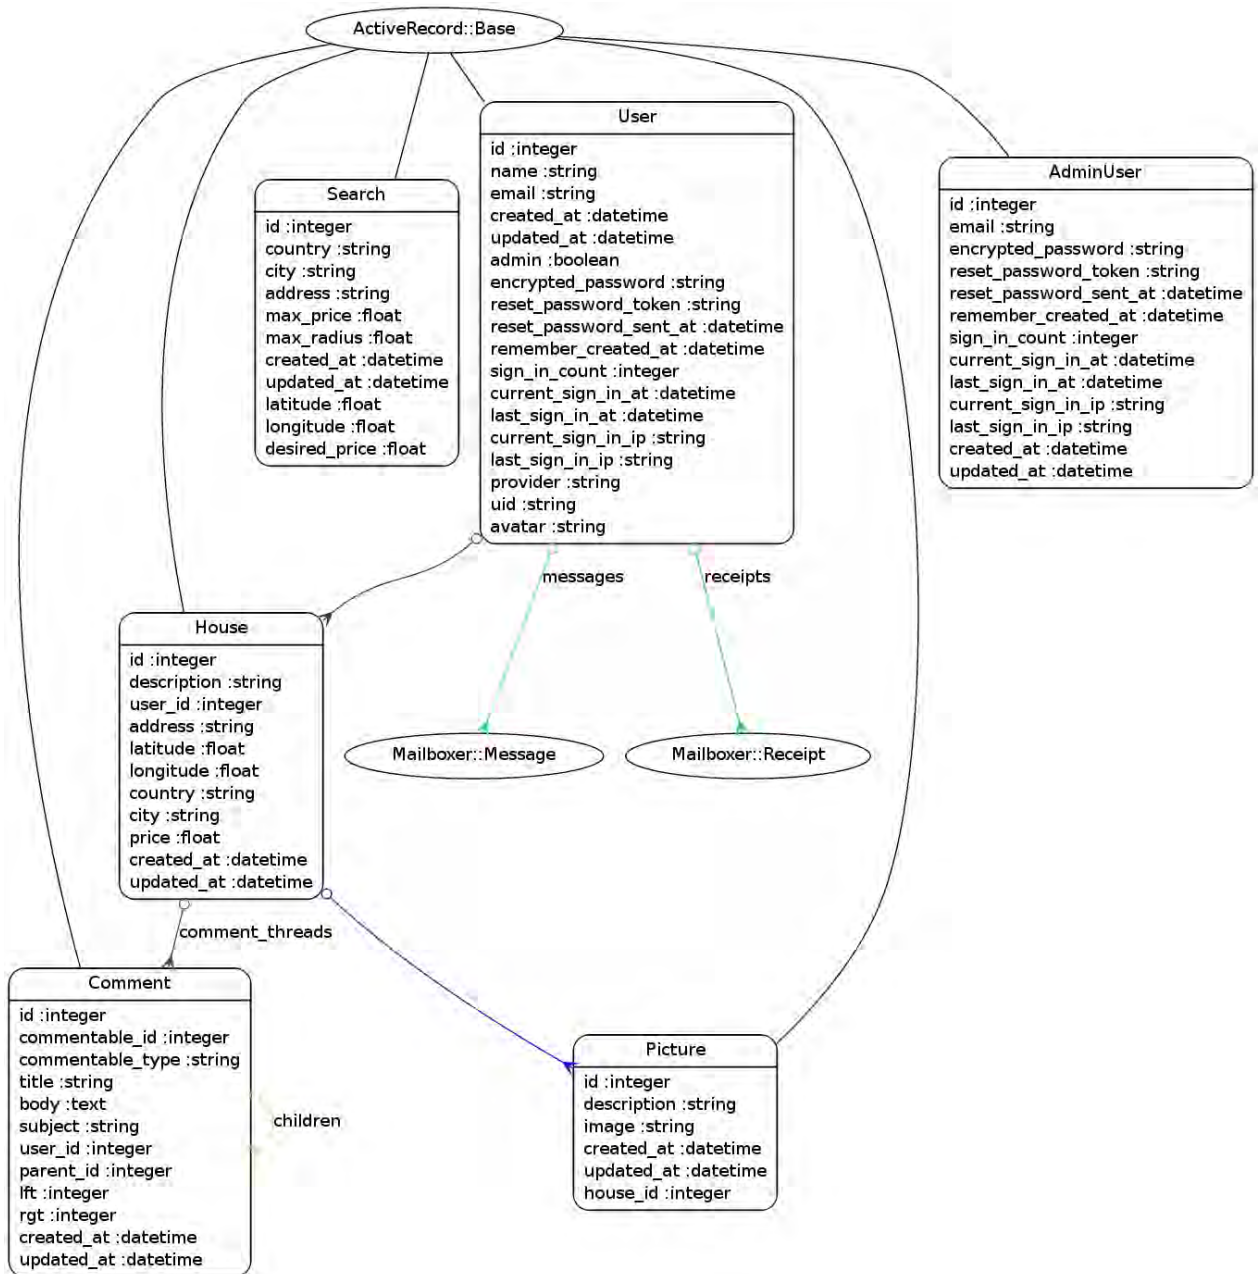 ActiveRecord::Base
User
id :integer
name :string
email :string
created_at :datetime
updated_at :datetime
admin :boolean
encrypted_password :string
reset_password_token :string
reset_password_sent_at :datetime
remember_created_at :datetime
sign_in_count :integer
current_sign_in_at :datetime
last_sign_in_at :datetime
current_sign_in_ip :string
last_sign_in_ip :string
provider :string
uid :string
avatar :string
Search
id :integer
country :string
city :string
address :string
max_price :float
max_radius :float
created_at :datetime
updated_at :datetime
latitude :float
longitude :float
desired_price :float
AdminUser
id :integer
email :string
encrypted_password :string
reset_password_token :string
reset_password_sent_at :datetime
remember_created_at :datetime
sign_in_count :integer
current_sign_in_at :datetime
last_sign_in_at :datetime
current_sign_in_ip :string
last_sign_in_ip :string
created_at :datetime
updated_at :datetime
messages
receipts
House
id :integer
description :string
user_id :integer
address :string
latitude :float
longitude :float
country :string
city :string
price :float
created_at :datetime
updated_at :datetime
Mailboxer::Message
Mailboxer::Receipt
comment_threads
Comment
id :integer
commentable_id :integer
commentable_type :string
title :string
body :text
subject :string
user_id :integer
parent_id :integer
lft :integer
rgt :integer
created_at :datetime
updated_at :datetime
children
Picture
id :integer
description :string
image :string
created_at :datetime
updated_at :datetime
house_id :integer